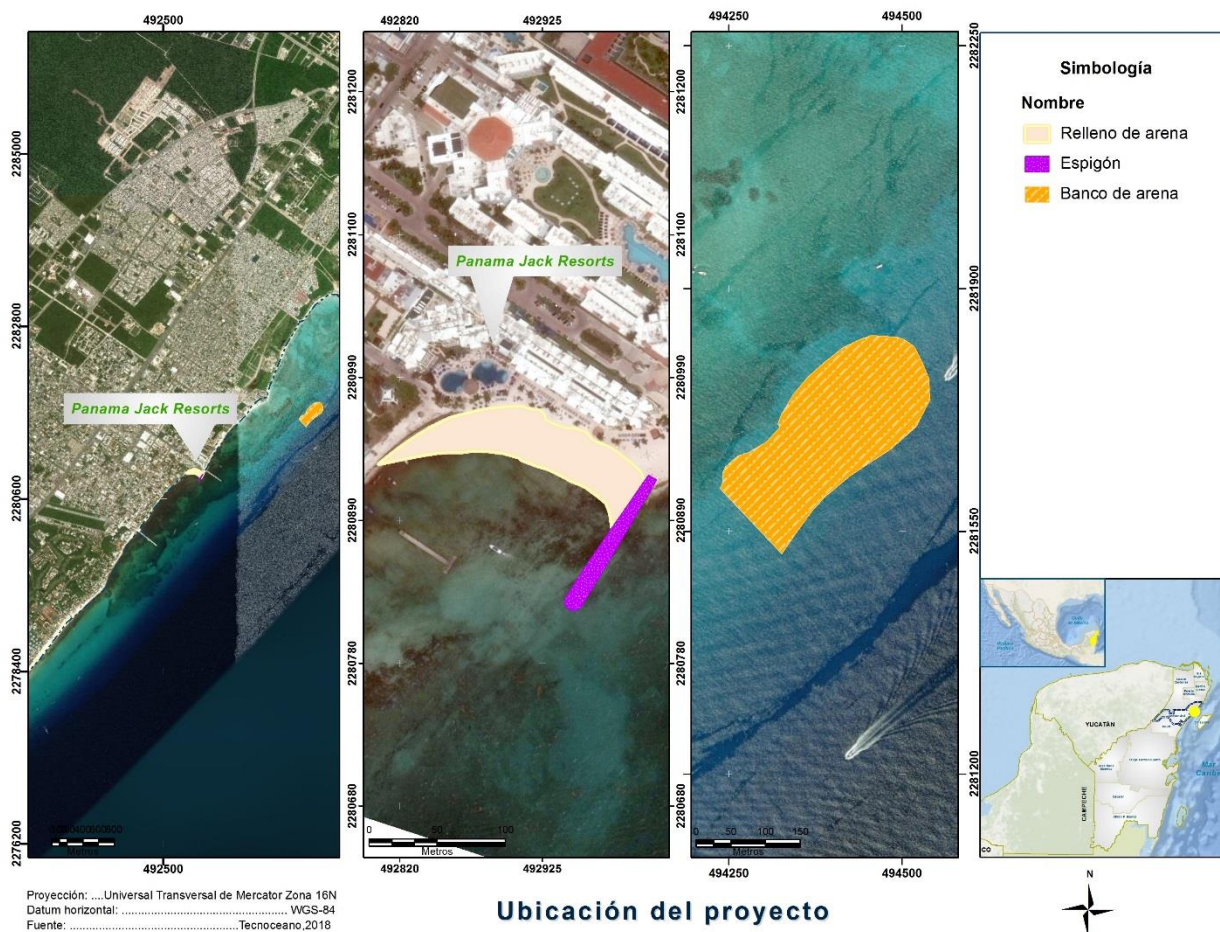 492500
492820
492925
494250
494500
2285000
2282800
2280600
2278400
2276200
Panama Jack Resorts
Metros
492500
2281200
2281100
2280990
2280890
2280780
2280680
Panama Jack Resorts
0 50 100
Metros
492820
492925
2282250
2281900
2281550
2281200
0 25 50 100 150
Metros
494250
494500
Simbología
Nombre
Relleno de arena
Espigón
Banco de arena
YUCATÁN
CAMPECHE
Mar
Caribe
N
Proyección: ....Universal Transversal de Mercator Zona 16N
Datum horizontal: ............................................ WGS-84
Fuente: ............................................Tecnoceano,2018
Ubicación del proyecto